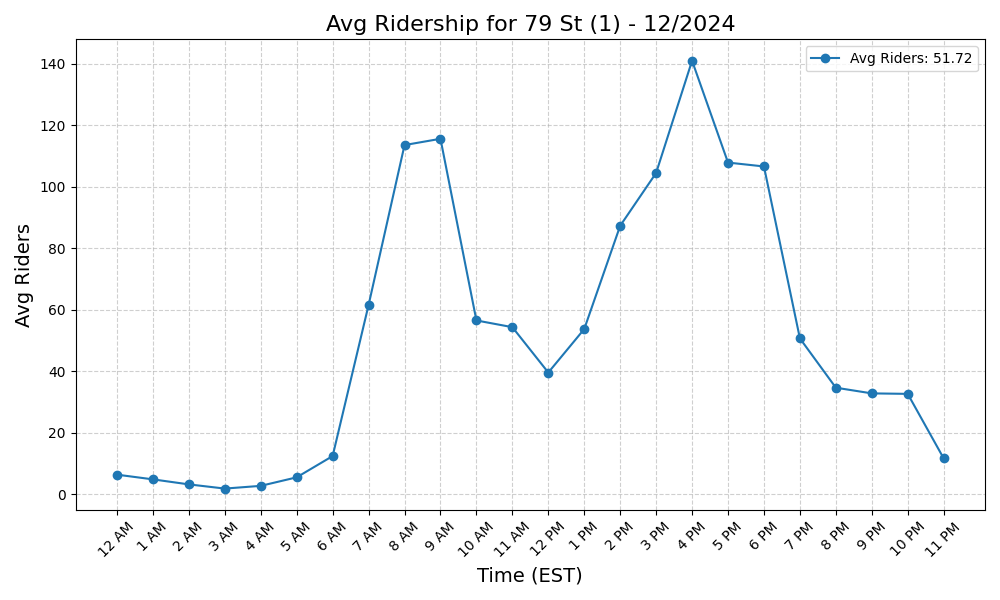 Avg Ridership for 79 St (1) - 12/2024
Avg Riders: 51.72
Avg Riders
140
120
100
80
60
40
20
0
12 AM
1 AM
2 AM
3 AM
4 AM
5 AM
6 AM
7 AM
8 AM
9 AM
10 AM
11 AM
12 PM
1 PM
2 PM
3 PM
4 PM
5 PM
6 PM
7 PM
8 PM
9 PM
10 PM
11 PM
Time (EST)